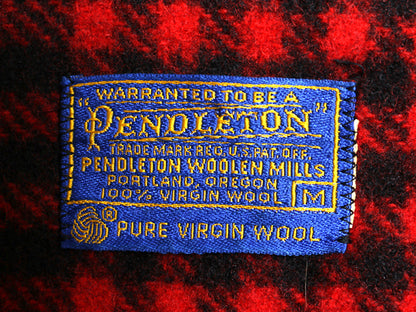 WARRANTED TO BE A
"PENDLETON"
TRADE MARK REG. U.S. PAT. OFF.
PENDLETON WOOLEN MILLS
PORTLAND, OREGON
100% VIRGIN WOOL M
® PURE VIRGIN WOOL